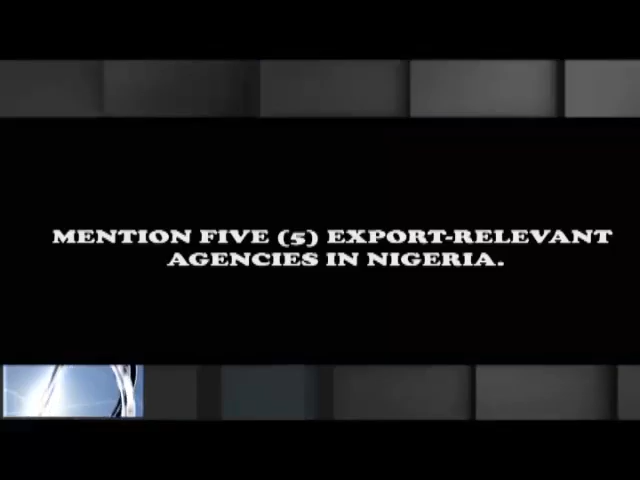 MENTION FIVE (5) EXPORT-RELEVANT
AGENCIES IN NIGERIA.